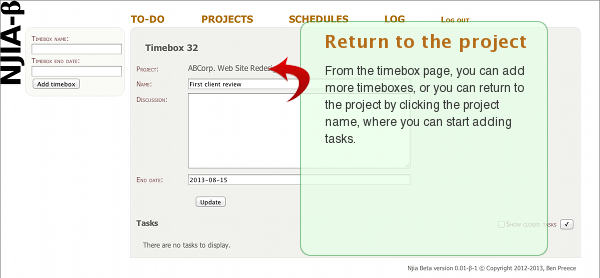 NJIA-β
TO-DO PROJECTS SCHEDULES LOG LOG OUT
TIMEBOX NAME:
TIMEBOX END DATE:
Add timebox
Timebox 32
PROJECT: ABCorp. Web Site Redesi
NAME: First client review
DISCUSSION:
END DATE: 2013-08-15
Update
Tasks
SHOW CLOSED TASKS ✓
There are no tasks to display.
Return to the project
From the timebox page, you can add
more timeboxes, or you can return to
the project by clicking the project
name, where you can start adding
tasks.
Njia Beta version 0.01-β-1 © Copyright 2012-2013, Ben Preece